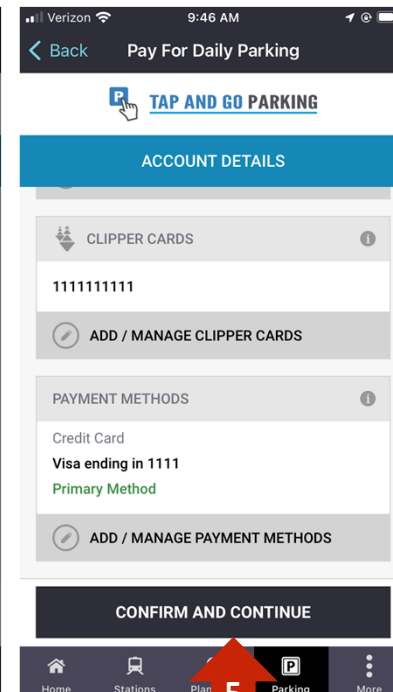 Verizon 9:46 AM
Back Pay For Daily Parking
P TAP AND GO PARKING
ACCOUNT DETAILS
CLIPPER CARDS i
1111111111
ADD / MANAGE CLIPPER CARDS
PAYMENT METHODS i
Credit Card
Visa ending in 1111
Primary Method
ADD / MANAGE PAYMENT METHODS
CONFIRM AND CONTINUE
P
Home Stations Plan 5 Parking More